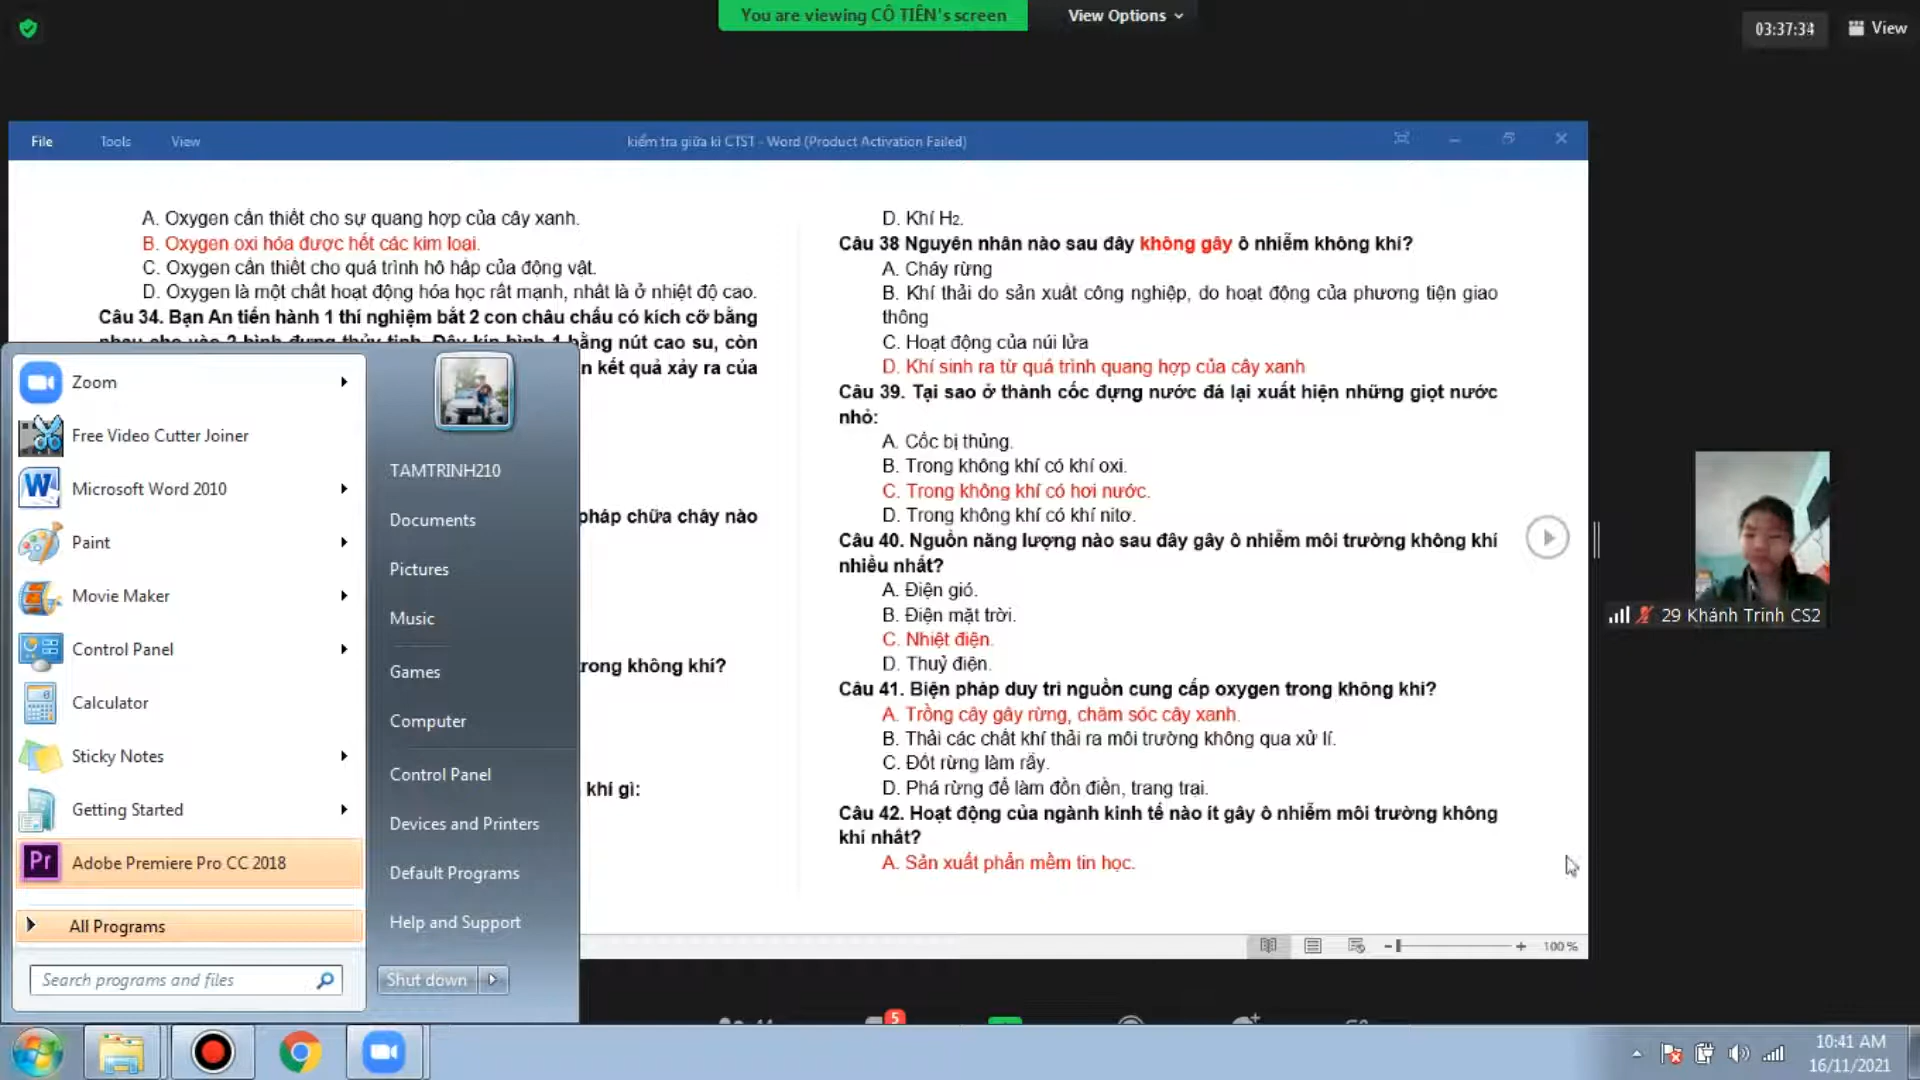 You are viewing CÔ TIÊN's screen
View Options
03:37:34
View
File
Tools
View
kiểm tra giữa kì CTST - Word (Product Activation Failed)
A. Oxygen cần thiết cho sự quang hợp của cây xanh.
B. Oxygen oxi hóa được hết các kim loại.
C. Oxygen cần thiết cho quá trình hô hấp của động vật.
D. Oxygen là một chất hoạt động hóa học rất mạnh, nhất là ở nhiệt độ cao.
Câu 34. Bạn An tiến hành 1 thí nghiệm bắt 2 con châu chấu có kích cỡ bằng
nhau cho vào 2 bình đựng thủy tinh. Đậy kín bình 1 bằng nút cao su, còn
n kết quả xảy ra của
pháp chữa cháy nào
trong không khí?
khí gì:
D. Khí H2.
Câu 38 Nguyên nhân nào sau đây không gây ô nhiễm không khí?
A. Cháy rừng
B. Khí thải do sản xuất công nghiệp, do hoạt động của phương tiện giao
thông
C. Hoạt động của núi lửa
D. Khí sinh ra từ quá trình quang hợp của cây xanh
Câu 39. Tại sao ở thành cốc đựng nước đá lại xuất hiện những giọt nước
nhỏ:
A. Cốc bị thủng.
B. Trong không khí có khí oxi.
C. Trong không khí có hơi nước.
D. Trong không khí có khí nitơ.
Câu 40. Nguồn năng lượng nào sau đây gây ô nhiễm môi trường không khí
nhiều nhất?
A. Điện gió.
B. Điện mặt trời.
C. Nhiệt điện.
D. Thuỷ điện.
Câu 41. Biện pháp duy trì nguồn cung cấp oxygen trong không khí?
A. Trồng cây gây rừng, chăm sóc cây xanh.
B. Thải các chất khí thải ra môi trường không qua xử lí.
C. Đốt rừng làm rẫy.
D. Phá rừng để làm đồn điền, trang trại.
Câu 42. Hoạt động của ngành kinh tế nào ít gây ô nhiễm môi trường không
khí nhất?
A. Sản xuất phần mềm tin học.
100 %
29 Khánh Trinh CS2
Zoom
Free Video Cutter Joiner
Microsoft Word 2010
Paint
Movie Maker
Control Panel
Calculator
Sticky Notes
Getting Started
Pr
Adobe Premiere Pro CC 2018
All Programs
Search programs and files
TAMTRINH210
Documents
Pictures
Music
Games
Computer
Control Panel
Devices and Printers
Default Programs
Help and Support
Shut down
5
10:41 AM
16/11/2021